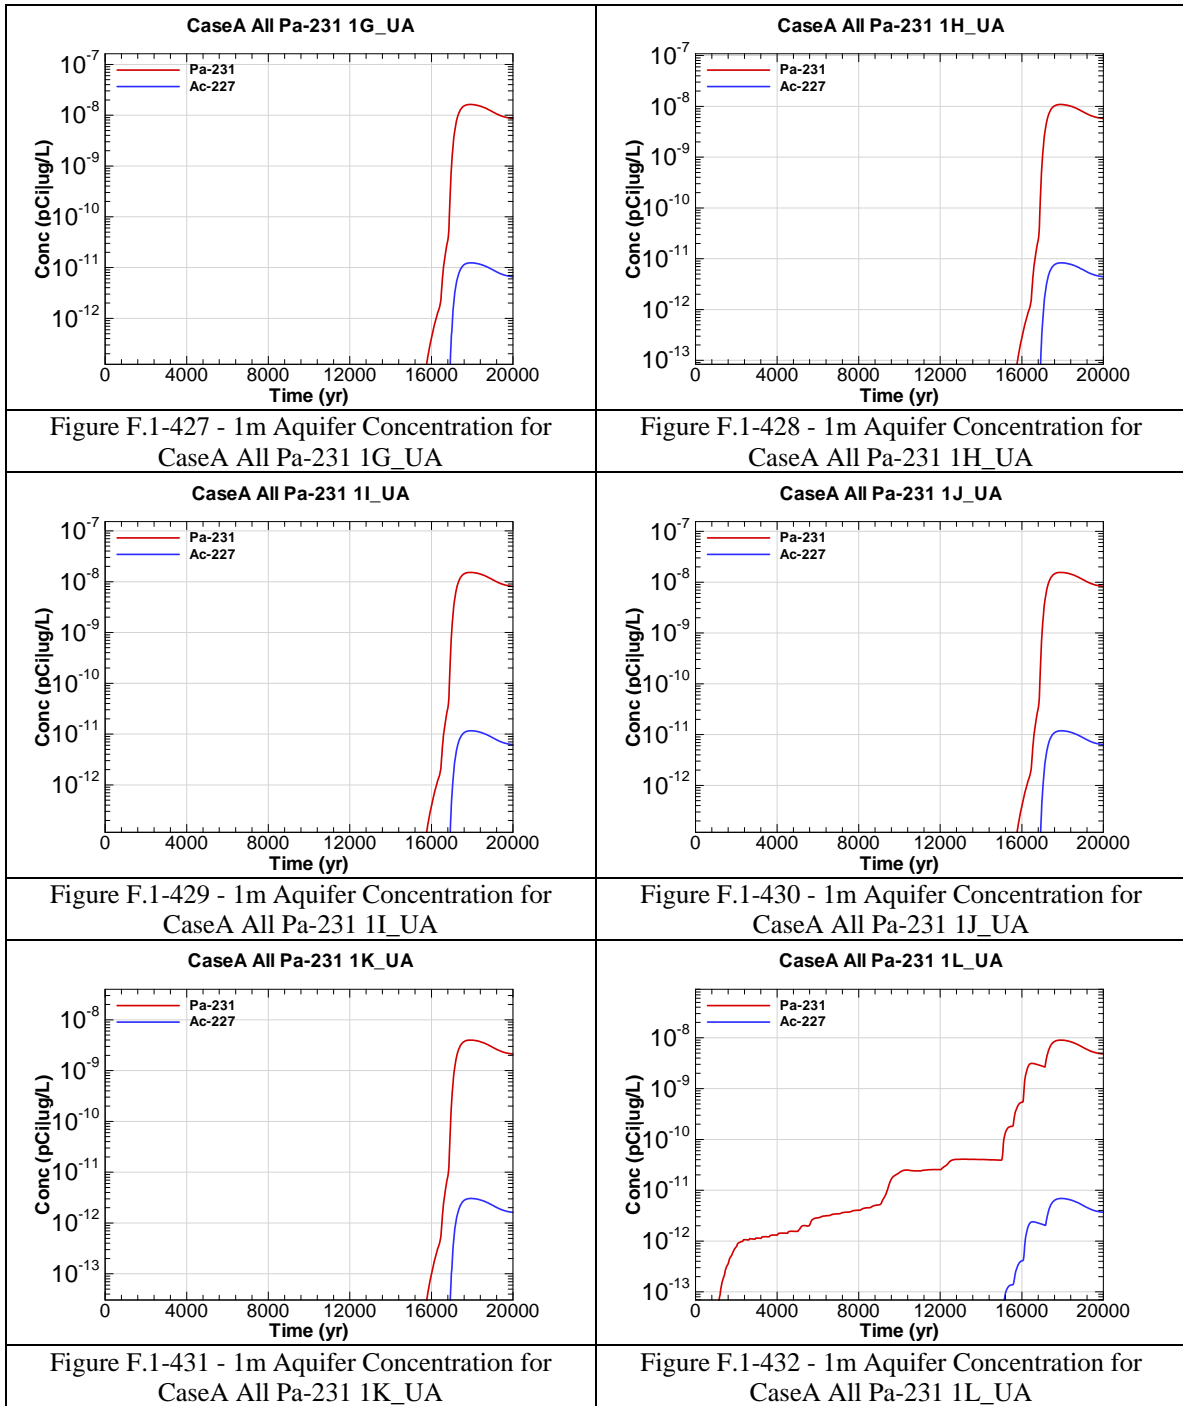 CaseA All Pa-231 1G_UA
Pa-231
Ac-227
Conc (pCi|ug/L)
10-7
10-8
10-9
10-10
10-11
10-12
0 4000 8000 12000 16000 20000
Time (yr)
Figure F.1-427 - 1m Aquifer Concentration for
CaseA All Pa-231 1G_UA
CaseA All Pa-231 1H_UA
Pa-231
Ac-227
Conc (pCi|ug/L)
10-7
10-8
10-9
10-10
10-11
10-12
10-13
0 4000 8000 12000 16000 20000
Time (yr)
Figure F.1-428 - 1m Aquifer Concentration for
CaseA All Pa-231 1H_UA
CaseA All Pa-231 1I_UA
Pa-231
Ac-227
Conc (pCi|ug/L)
10-7
10-8
10-9
10-10
10-11
10-12
0 4000 8000 12000 16000 20000
Time (yr)
Figure F.1-429 - 1m Aquifer Concentration for
CaseA All Pa-231 1I_UA
CaseA All Pa-231 1J_UA
Pa-231
Ac-227
Conc (pCi|ug/L)
10-7
10-8
10-9
10-10
10-11
10-12
0 4000 8000 12000 16000 20000
Time (yr)
Figure F.1-430 - 1m Aquifer Concentration for
CaseA All Pa-231 1J_UA
CaseA All Pa-231 1K_UA
Pa-231
Ac-227
Conc (pCi|ug/L)
10-8
10-9
10-10
10-11
10-12
10-13
0 4000 8000 12000 16000 20000
Time (yr)
Figure F.1-431 - 1m Aquifer Concentration for
CaseA All Pa-231 1K_UA
CaseA All Pa-231 1L_UA
Pa-231
Ac-227
Conc (pCi|ug/L)
10-8
10-9
10-10
10-11
10-12
10-13
0 4000 8000 12000 16000 20000
Time (yr)
Figure F.1-432 - 1m Aquifer Concentration for
CaseA All Pa-231 1L_UA